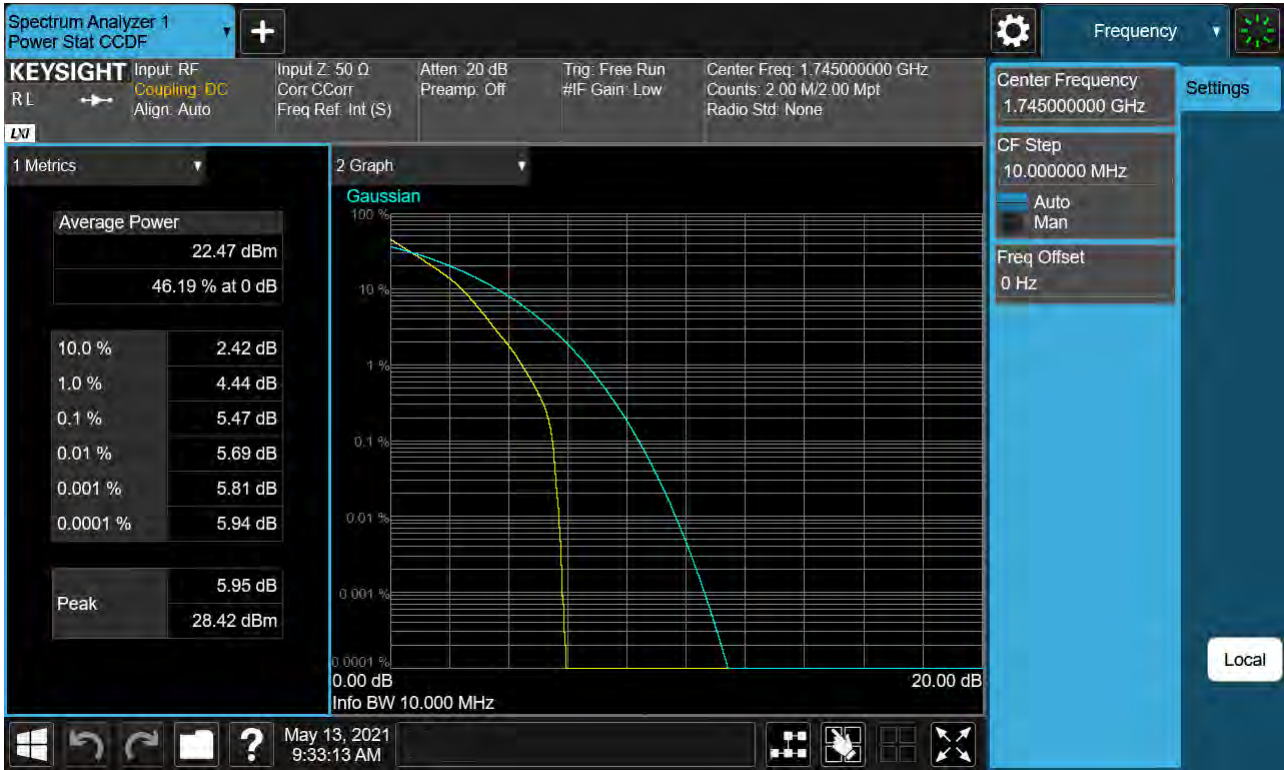 Spectrum Analyzer 1
Power Stat CCDF
Frequency
KEYSIGHT
R L
LXI
Input: RF
Coupling: DC
Align: Auto
Input Z: 50 Ω
Corr CCorr
Freq Ref: Int (S)
Atten: 20 dB
Preamp: Off
Trig: Free Run
#IF Gain: Low
Center Freq: 1.745000000 GHz
Counts: 2.00 M/2.00 Mpt
Radio Std: None
Center Frequency
1.745000000 GHz
Settings
CF Step
10.000000 MHz
Auto
Man
Freq Offset
0 Hz
Local
1 Metrics
Average Power
22.47 dBm
46.19 % at 0 dB
10.0 % 2.42 dB
1.0 % 4.44 dB
0.1 % 5.47 dB
0.01 % 5.69 dB
0.001 % 5.81 dB
0.0001 % 5.94 dB
Peak
5.95 dB
28.42 dBm
2 Graph
Gaussian
100 %
10 %
1 %
0.1 %
0.01 %
0.001 %
0.0001 %
0.00 dB 20.00 dB
Info BW 10.000 MHz
?
May 13, 2021
9:33:13 AM